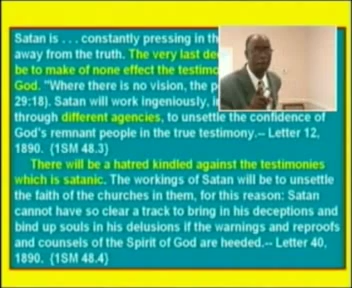 Satan is . . . constantly pressing in th
away from the truth. The very last de
be to make of none effect the testimo
God. "Where there is no vision, the p
29:18). Satan will work ingeniously, i
through different agencies, to unsettle the confidence of
God's remnant people in the true testimony.-- Letter 12,
1890. {1SM 48.3}
There will be a hatred kindled against the testimonies
which is satanic. The workings of Satan will be to unsettle
the faith of the churches in them, for this reason: Satan
cannot have so clear a track to bring in his deceptions and
bind up souls in his delusions if the warnings and reproofs
and counsels of the Spirit of God are heeded.-- Letter 40,
1890. {1SM 48.4}